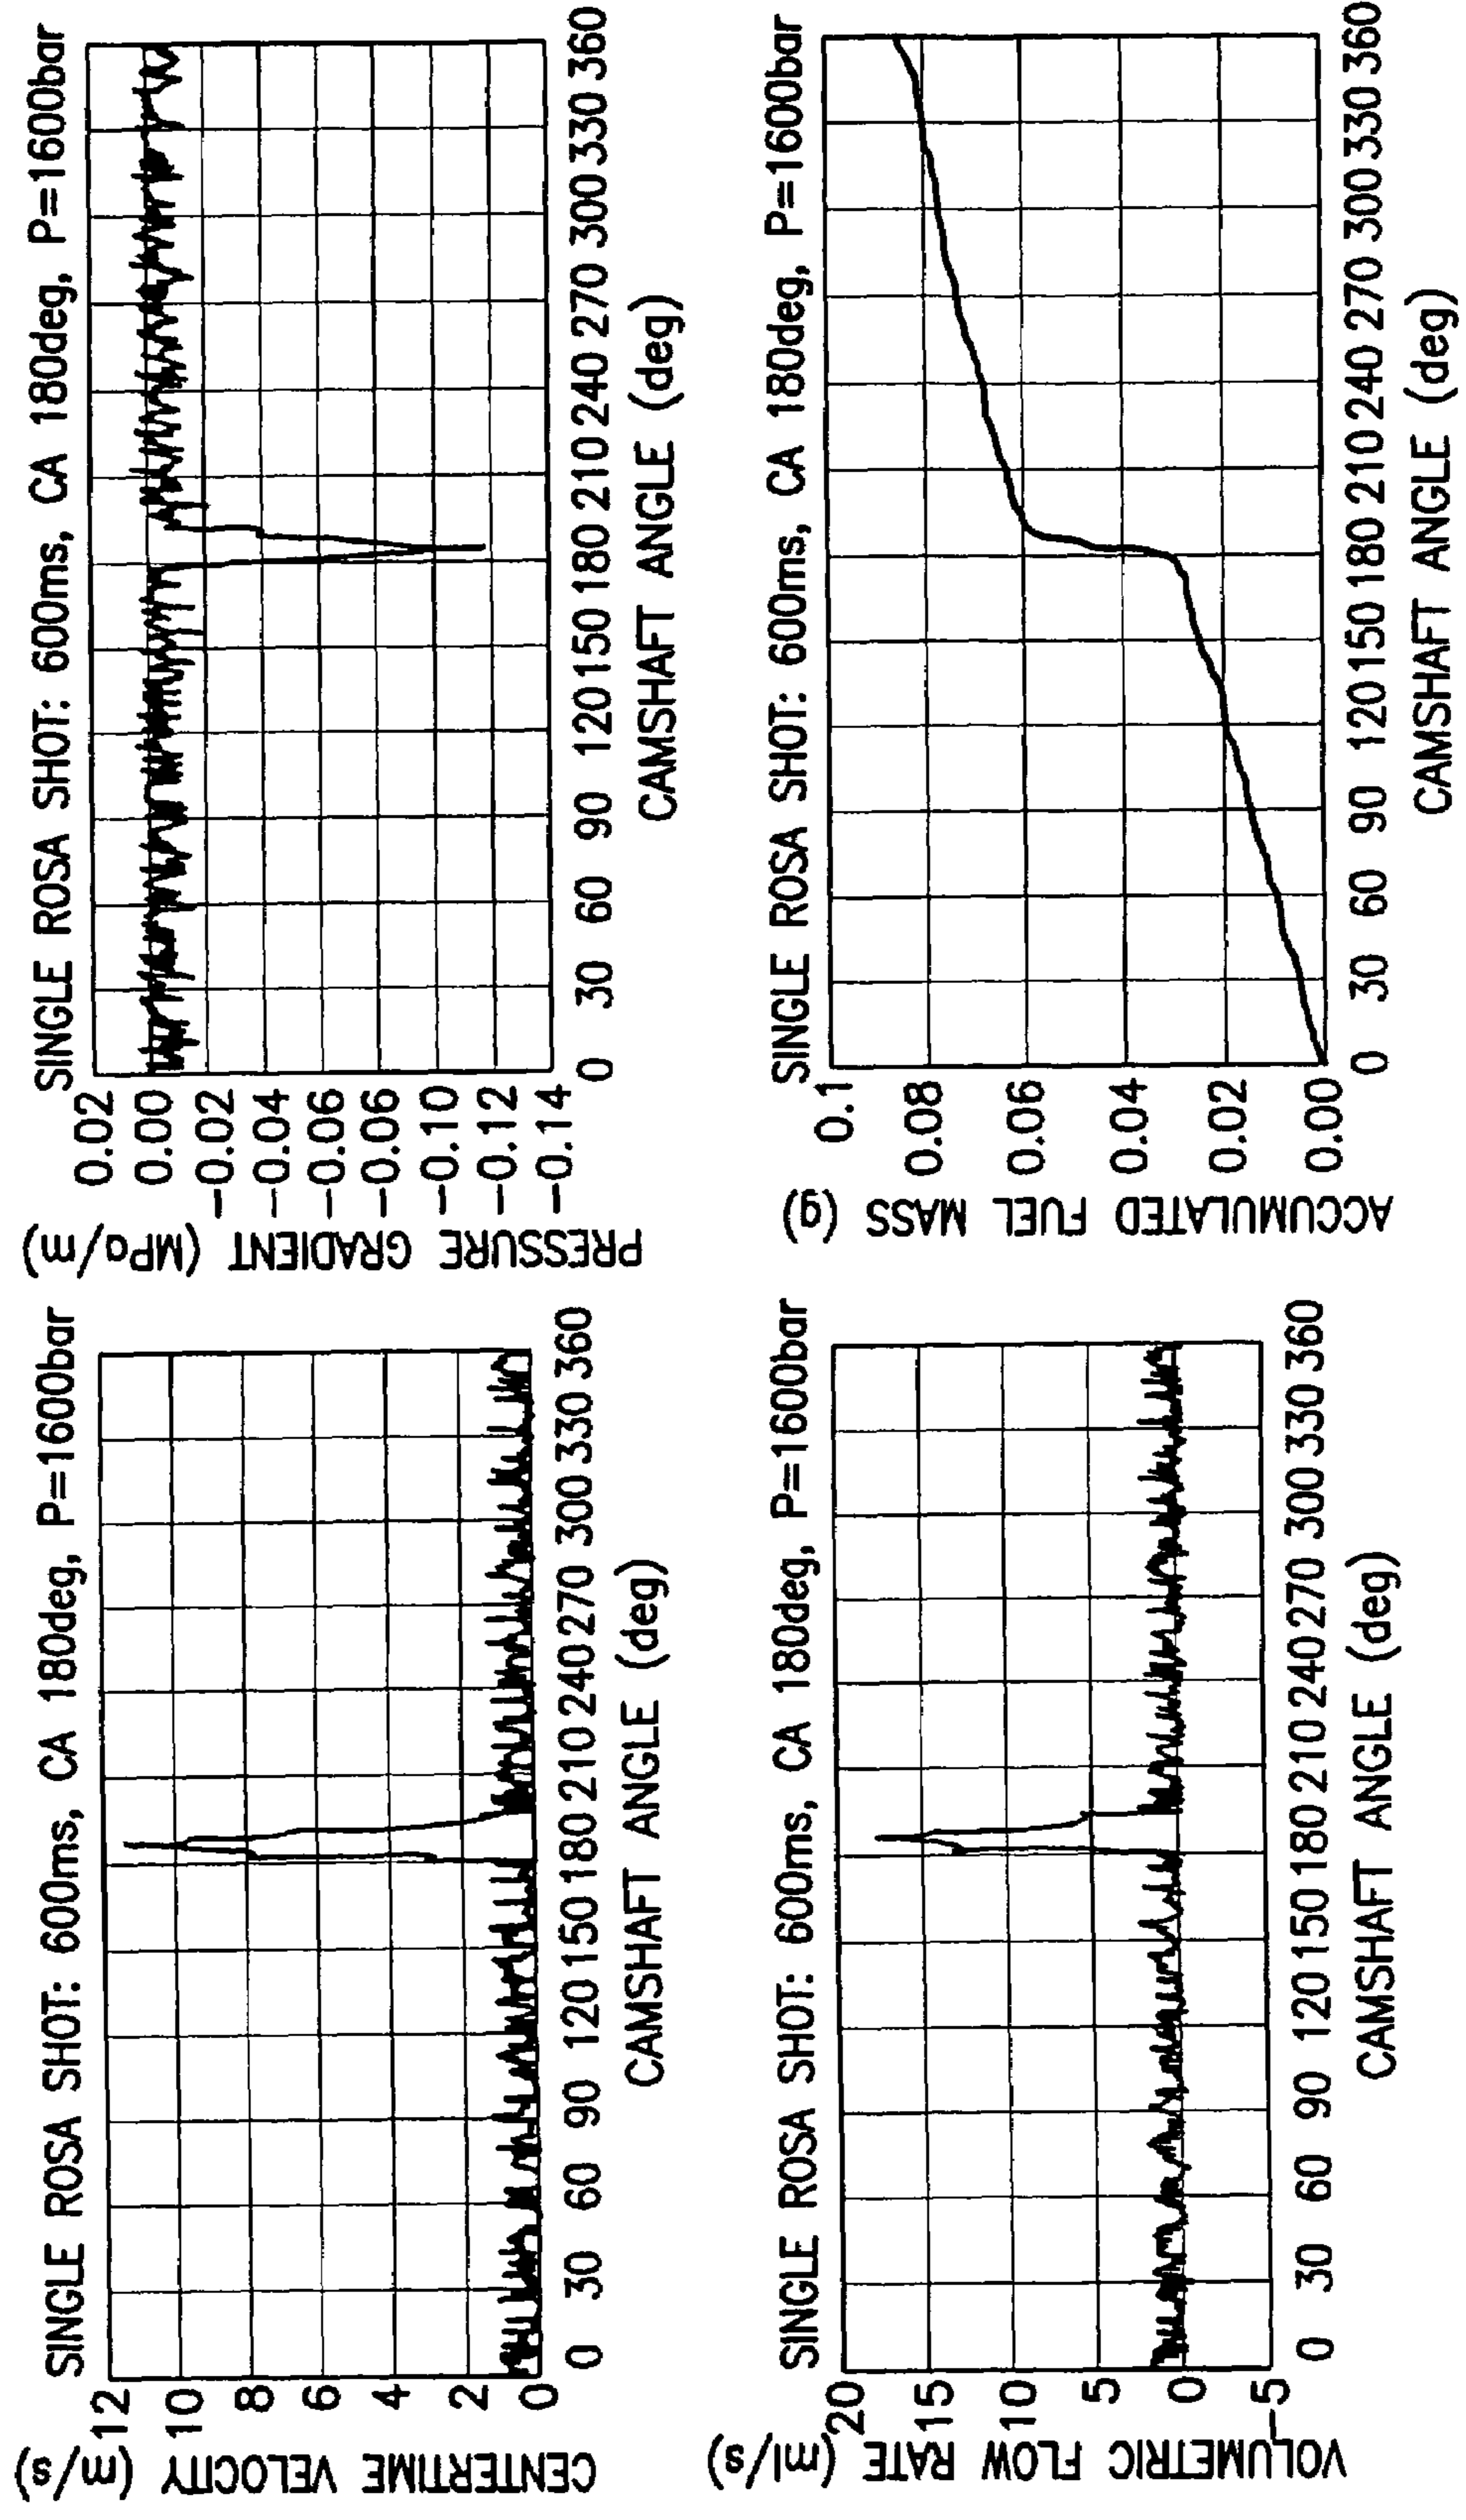 SINGLE ROSA SHOT: 600ms, CA 180deg, P=1600bar
CENTERTIME VELOCITY (m/s)
12
10
8
6
4
2
0
0 30 60 90 120 150 180 210 240 270 300 330 360
CAMSHAFT ANGLE (deg)
SINGLE ROSA SHOT: 600ms, CA 180deg, P=1600bar
PRESSURE GRADIENT (MPa/m)
0.02
0.00
-0.02
-0.04
-0.06
-0.06
-0.10
-0.12
-0.14
0 30 60 90 120 150 180 210 240 270 300 330 360
CAMSHAFT ANGLE (deg)
SINGLE ROSA SHOT: 600ms, CA 180deg, P=1600bar
VOLUMETRIC FLOW RATE (ml/s)
20
15
10
5
0
-5
0 30 60 90 120 150 180 210 240 270 300 330 360
CAMSHAFT ANGLE (deg)
SINGLE ROSA SHOT: 600ms, CA 180deg, P=1600bar
ACCUMULATED FUEL MASS (g)
0.1
0.08
0.06
0.04
0.02
0.00
0 30 60 90 120 150 180 210 240 270 300 330 360
CAMSHAFT ANGLE (deg)